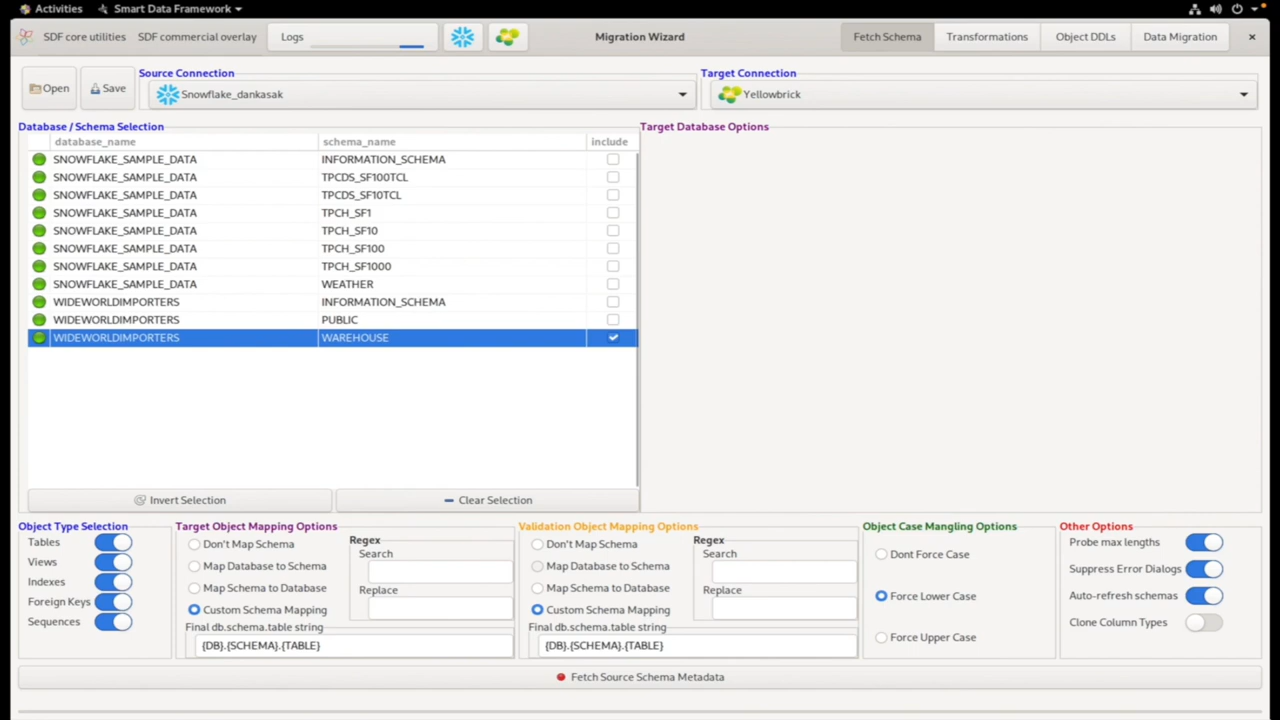 Activities Smart Data Framework
SDF core utilities SDF commercial overlay Logs Migration Wizard Fetch Schema Transformations Object DDLs Data Migration
Open Save
Source Connection
Snowflake_dankasak
Target Connection
Yellowbrick
Database / Schema Selection
database_name schema_name include
SNOWFLAKE_SAMPLE_DATA INFORMATION_SCHEMA
SNOWFLAKE_SAMPLE_DATA TPCDS_SF100TCL
SNOWFLAKE_SAMPLE_DATA TPCDS_SF10TCL
SNOWFLAKE_SAMPLE_DATA TPCH_SF1
SNOWFLAKE_SAMPLE_DATA TPCH_SF10
SNOWFLAKE_SAMPLE_DATA TPCH_SF100
SNOWFLAKE_SAMPLE_DATA TPCH_SF1000
SNOWFLAKE_SAMPLE_DATA WEATHER
WIDEWORLDIMPORTERS INFORMATION_SCHEMA
WIDEWORLDIMPORTERS PUBLIC
WIDEWORLDIMPORTERS WAREHOUSE
Invert Selection Clear Selection
Target Database Options
Object Type Selection
Tables
Views
Indexes
Foreign Keys
Sequences
Target Object Mapping Options
Don't Map Schema
Map Database to Schema
Map Schema to Database
Custom Schema Mapping
Regex
Search
Replace
Final db.schema.table string
{DB}.{SCHEMA}.{TABLE}
Validation Object Mapping Options
Don't Map Schema
Map Database to Schema
Map Schema to Database
Custom Schema Mapping
Regex
Search
Replace
Final db.schema.table string
{DB}.{SCHEMA}.{TABLE}
Object Case Mangling Options
Dont Force Case
Force Lower Case
Force Upper Case
Other Options
Probe max lengths
Suppress Error Dialogs
Auto-refresh schemas
Clone Column Types
Fetch Source Schema Metadata